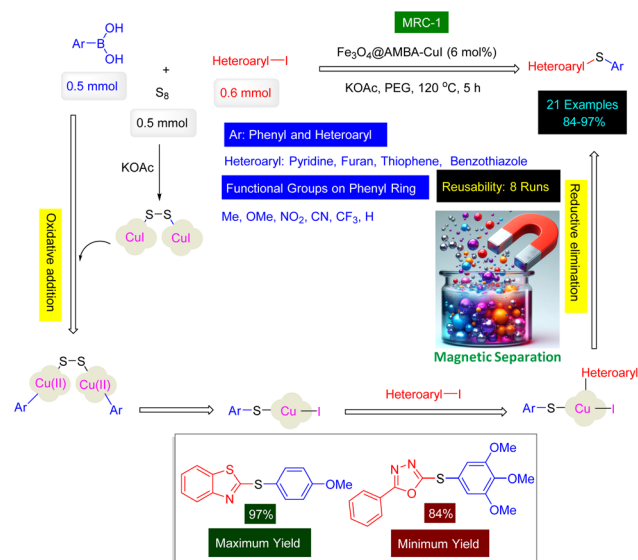 MRC-1
OH
Ar-B
OH
0.5 mmol
+
S8
0.5 mmol
Heteroaryl—I
0.6 mmol
Fe3O4@AMBA-CuI (6 mol%)
KOAc, PEG, 120 °C, 5 h
Heteroaryl S Ar
21 Examples
84-97%
Ar: Phenyl and Heteroaryl
Heteroaryl: Pyridine, Furan, Thiophene, Benzothiazole
Functional Groups on Phenyl Ring
Me, OMe, NO2, CN, CF3, H
Reusability: 8 Runs
KOAc
S–S
CuI CuI
Oxidative addition
Reductive elimination
Magnetic Separation
S–S
Cu(II) Cu(II)
Ar Ar
Ar–S–Cu–I
Heteroaryl—I
Heteroaryl
Ar–S–Cu–I
S
N
S
OMe
97%
Maximum Yield
N–N
O
S
OMe
OMe
OMe
84%
Minimum Yield